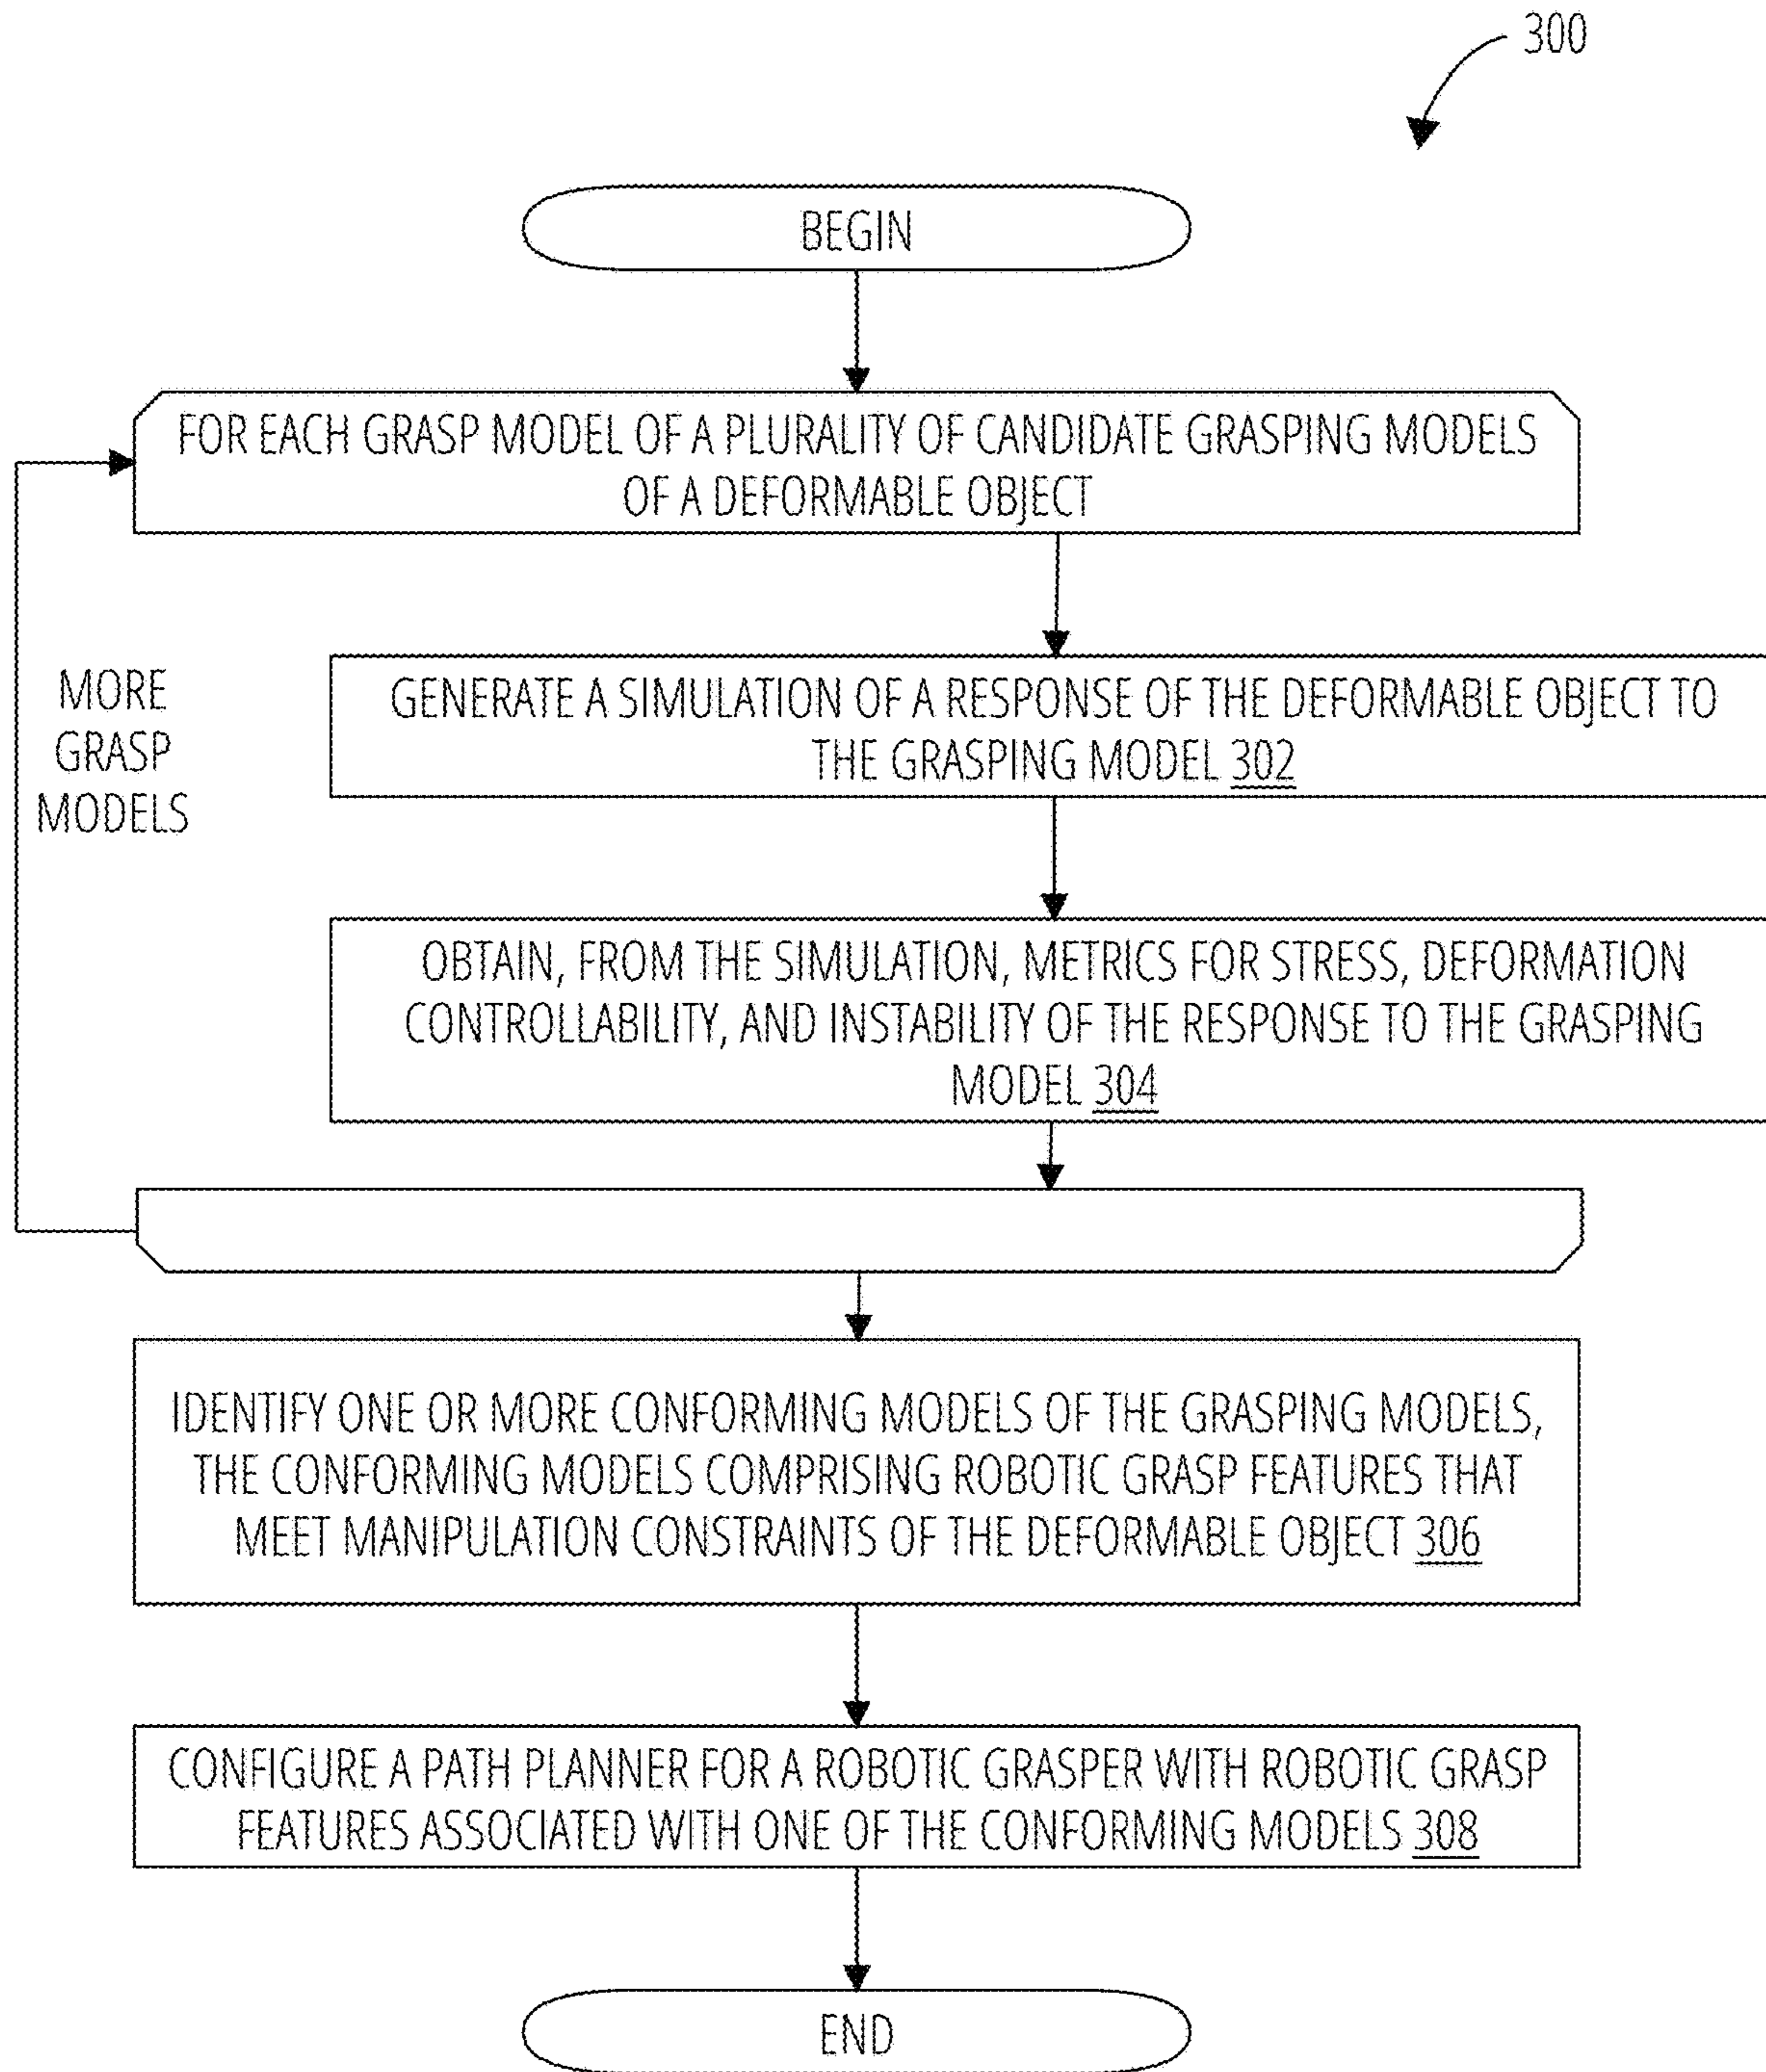 300
BEGIN
FOR EACH GRASP MODEL OF A PLURALITY OF CANDIDATE GRASPING MODELS
OF A DEFORMABLE OBJECT
MORE
GRASP
MODELS
GENERATE A SIMULATION OF A RESPONSE OF THE DEFORMABLE OBJECT TO
THE GRASPING MODEL 302
OBTAIN, FROM THE SIMULATION, METRICS FOR STRESS, DEFORMATION
CONTROLLABILITY, AND INSTABILITY OF THE RESPONSE TO THE GRASPING
MODEL 304
IDENTIFY ONE OR MORE CONFORMING MODELS OF THE GRASPING MODELS,
THE CONFORMING MODELS COMPRISING ROBOTIC GRASP FEATURES THAT
MEET MANIPULATION CONSTRAINTS OF THE DEFORMABLE OBJECT 306
CONFIGURE A PATH PLANNER FOR A ROBOTIC GRASPER WITH ROBOTIC GRASP
FEATURES ASSOCIATED WITH ONE OF THE CONFORMING MODELS 308
END